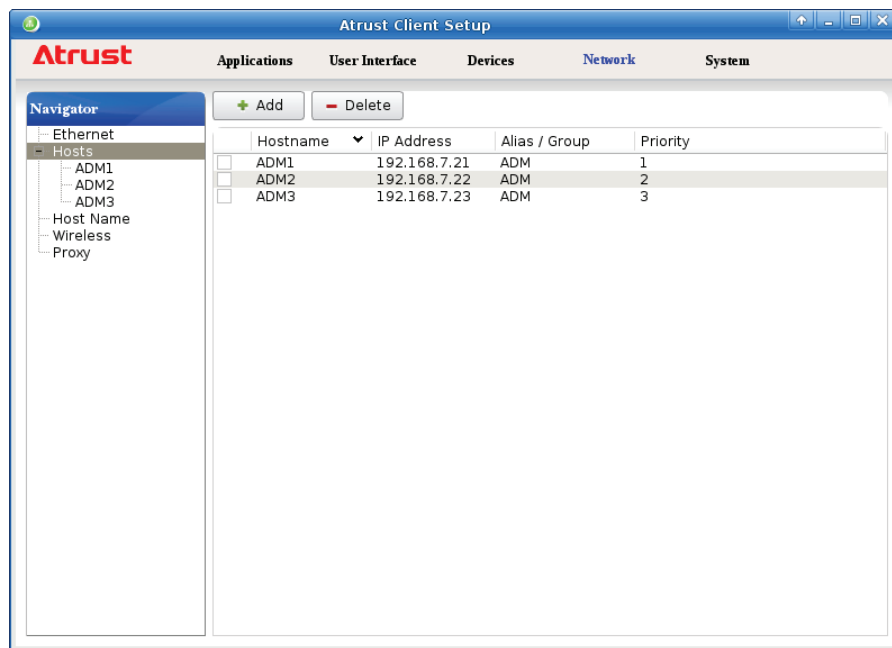 Atrust Client Setup
Atrust
Applications User Interface Devices Network System
Navigator
Ethernet
Hosts
ADM1
ADM2
ADM3
Host Name
Wireless
Proxy
Add Delete
Hostname IP Address Alias / Group Priority
ADM1 192.168.7.21 ADM 1
ADM2 192.168.7.22 ADM 2
ADM3 192.168.7.23 ADM 3